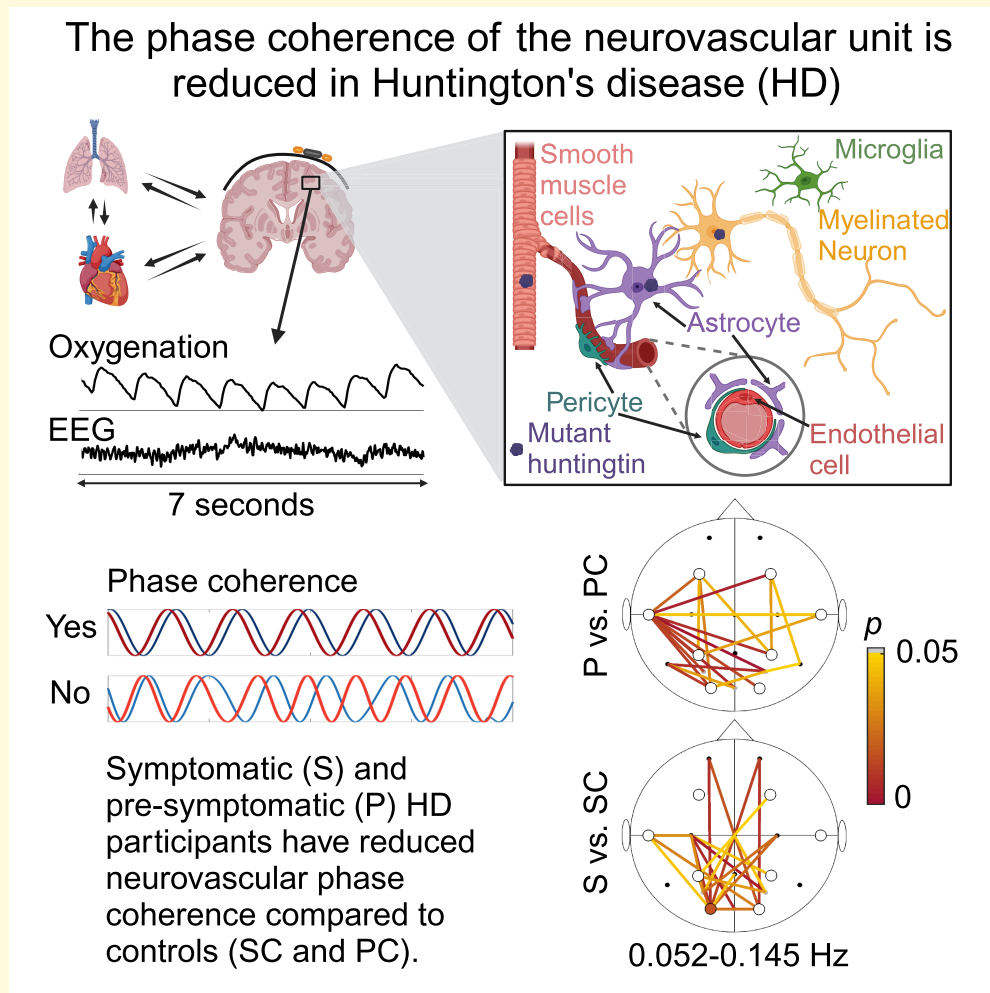 The phase coherence of the neurovascular unit is
reduced in Huntington's disease (HD)
Smooth
muscle
cells
Microglia
Myelinated
Neuron
Astrocyte
Pericyte
Mutant
huntingtin
Endothelial
cell
Oxygenation
EEG
7 seconds
Phase coherence
Yes
No
Symptomatic (S) and
pre-symptomatic (P) HD
participants have reduced
neurovascular phase
coherence compared to
controls (SC and PC).
P vs. PC
S vs. SC
p
0.05
0
0.052-0.145 Hz